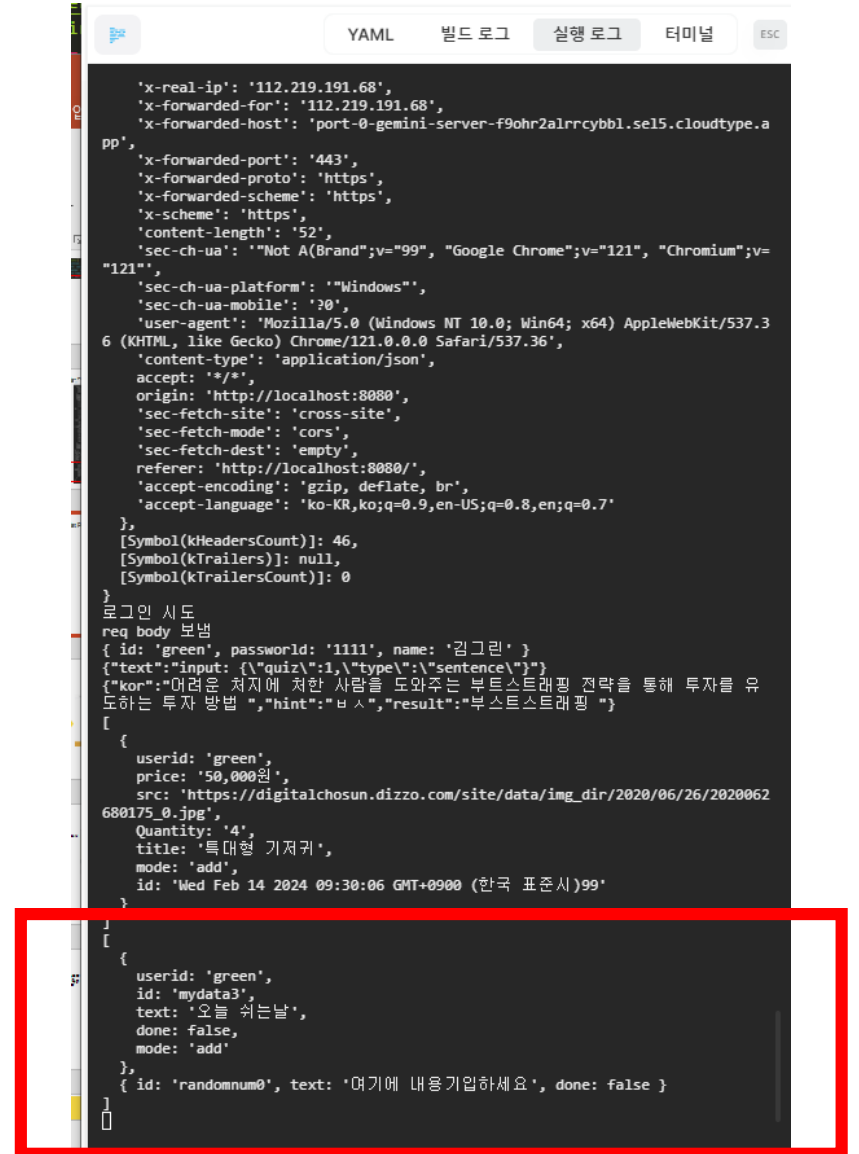 YAML 빌드 로그 실행 로그 터미널 ESC
'x-real-ip': '112.219.191.68',
'x-forwarded-for': '112.219.191.68',
'x-forwarded-host': 'port-0-gemini-server-f9ohr2alrrcybbl.sel5.cloudtype.a
pp',
'x-forwarded-port': '443',
'x-forwarded-proto': 'https',
'x-forwarded-scheme': 'https',
'x-scheme': 'https',
'content-length': '52',
'sec-ch-ua': '"Not A(Brand";v="99", "Google Chrome";v="121", "Chromium";v=
"121"',
'sec-ch-ua-platform': '"Windows"',
'sec-ch-ua-mobile': '?0',
'user-agent': 'Mozilla/5.0 (Windows NT 10.0; Win64; x64) AppleWebKit/537.3
6 (KHTML, like Gecko) Chrome/121.0.0.0 Safari/537.36',
'content-type': 'application/json',
accept: '*/*',
origin: 'http://localhost:8080',
'sec-fetch-site': 'cross-site',
'sec-fetch-mode': 'cors',
'sec-fetch-dest': 'empty',
referer: 'http://localhost:8080/',
'accept-encoding': 'gzip, deflate, br',
'accept-language': 'ko-KR,ko;q=0.9,en-US;q=0.8,en;q=0.7'
},
[Symbol(kHeadersCount)]: 46,
[Symbol(kTrailers)]: null,
[Symbol(kTrailersCount)]: 0
}
로그인 시도
req body 보냄
{ id: 'green', passworld: '1111', name: '김그린' }
{"text":"input: {\"quiz\":1,\"type\":\"sentence\"}"}
{"kor":"어려운 처지에 처한 사람을 도와주는 부트스트래핑 전략을 통해 투자를 유
도하는 투자 방법 ","hint":"ㅂㅅ","result":"부스트스트래핑 "}
[
{
userid: 'green',
price: '50,000원',
src: 'https://digitalchosun.dizzo.com/site/data/img_dir/2020/06/26/2020062
680175_0.jpg',
Quantity: '4',
title: '특대형 기저귀',
mode: 'add',
id: 'Wed Feb 14 2024 09:30:06 GMT+0900 (한국 표준시)99'
}
]
[
{
userid: 'green',
id: 'mydata3',
text: '오늘 쉬는날',
done: false,
mode: 'add'
},
{ id: 'randomnum0', text: '여기에 내용기입하세요', done: false }
]